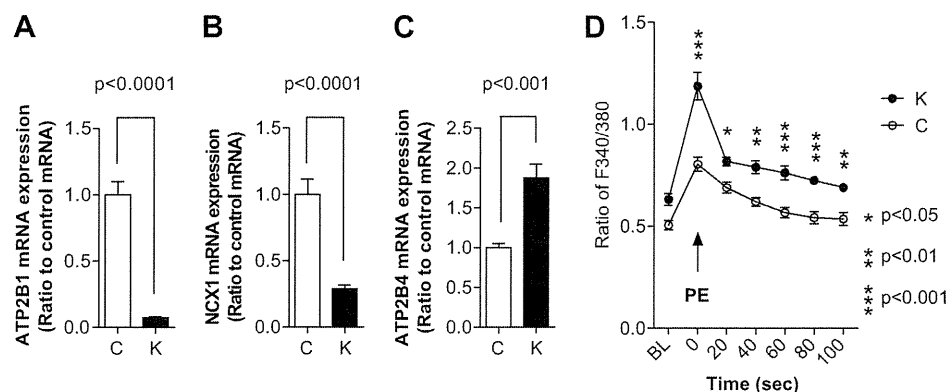 A
p<0.0001
ATP2B1 mRNA expression
(Ratio to control mRNA)
1.5
1.0
0.5
0.0
C K
B
p<0.0001
NCX1 mRNA expression
(Ratio to control mRNA)
1.5
1.0
0.5
0.0
C K
C
p<0.001
ATP2B4 mRNA expression
(Ratio to control mRNA)
2.5
2.0
1.5
1.0
0.5
0.0
C K
D
Ratio of F340/380
1.5
1.0
0.5
0.0
***
*
**
***
***
**
PE
BL 0 20 40 60 80 100
Time (sec)
K
C
* p<0.05
** p<0.01
*** p<0.001